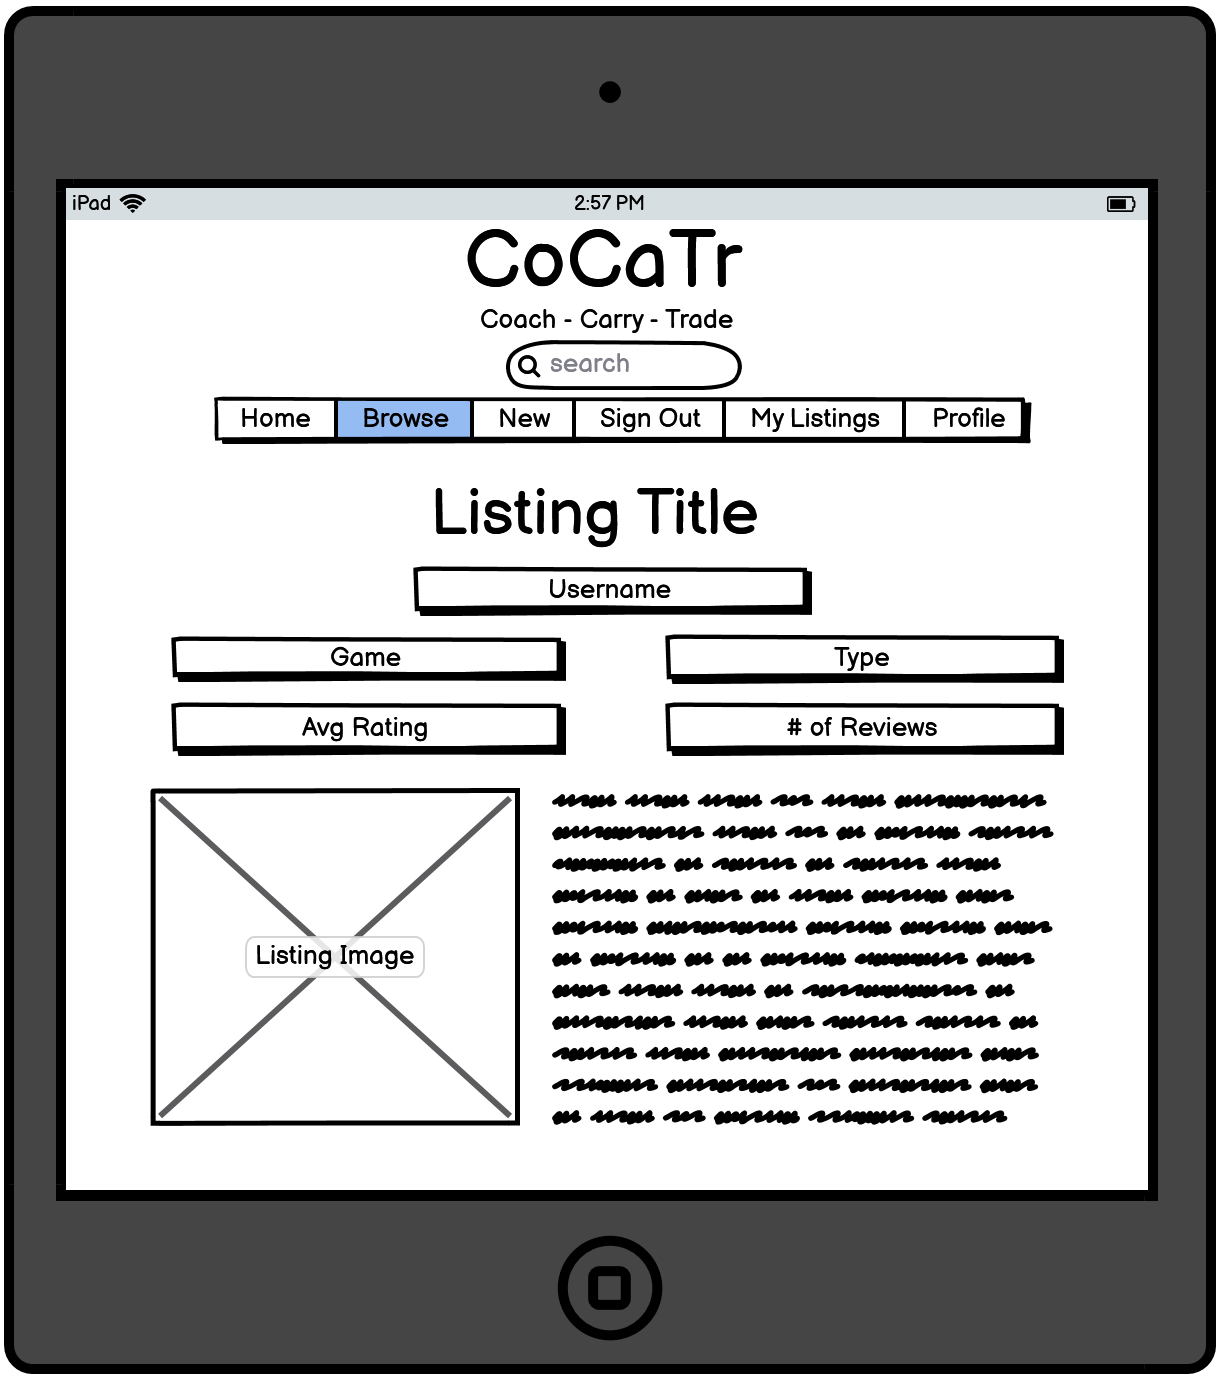 iPad 2:57 PM
CoCaTr
Coach - Carry - Trade
search
Home Browse New Sign Out My Listings Profile
Listing Title
Username
Game Type
Avg Rating # of Reviews
Listing Image